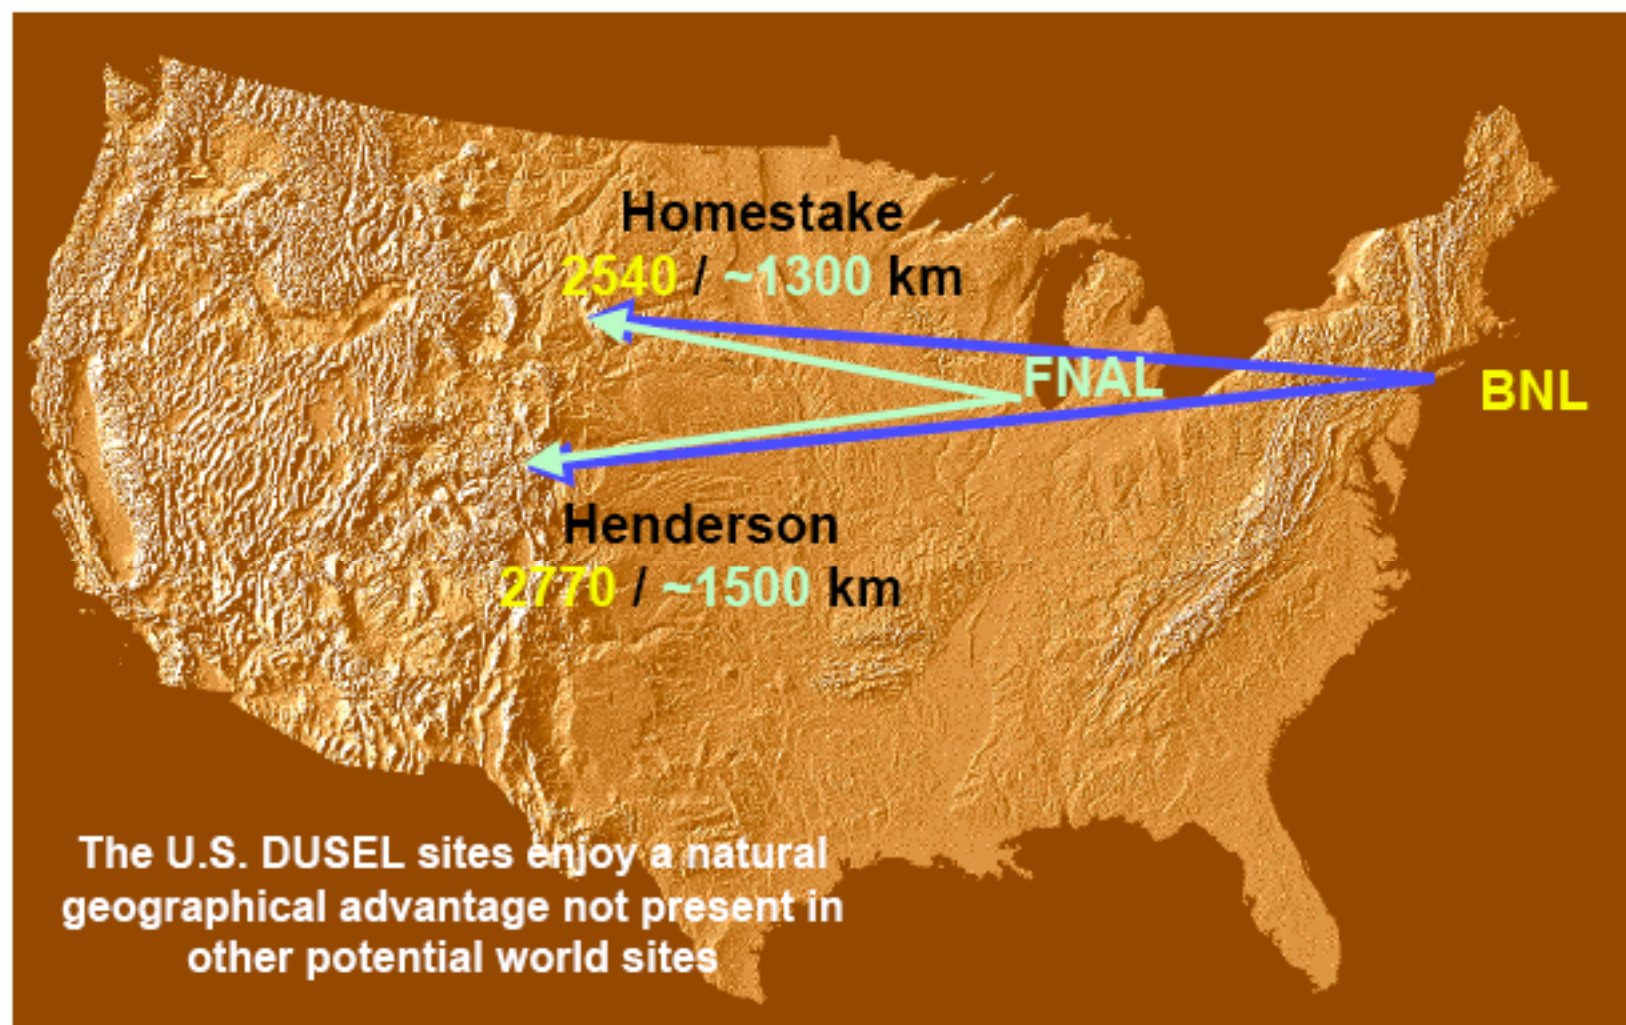 Homestake
2540 / ~1300 km
FNAL
BNL
Henderson
2770 / ~1500 km
The U.S. DUSEL sites enjoy a natural
geographical advantage not present in
other potential world sites